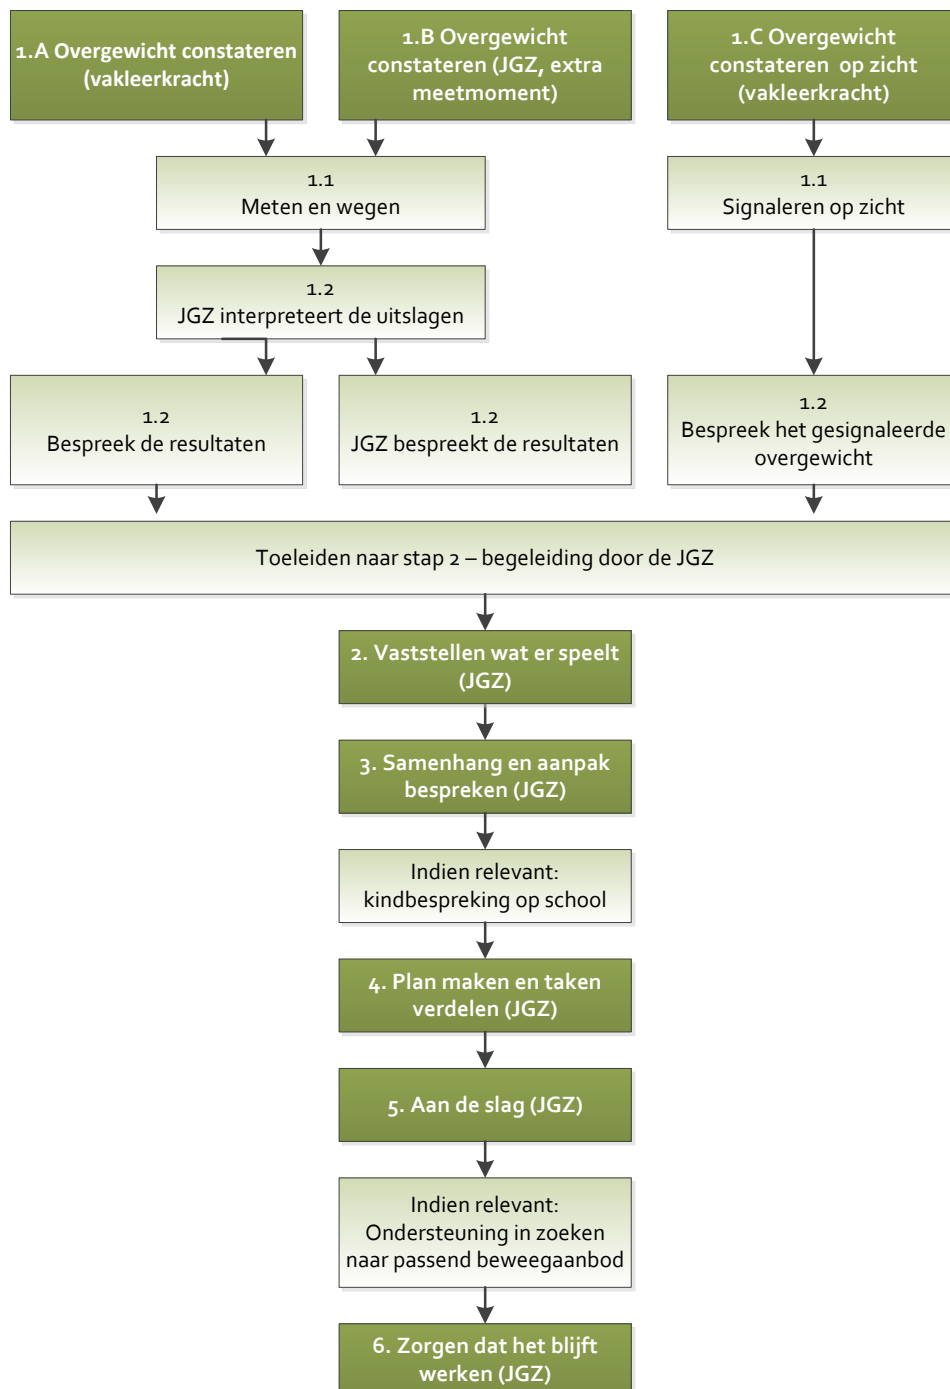 1.A Overgewicht constateren
(vakleerkracht)
1.B Overgewicht
constateren (JGZ, extra
meetmoment)
1.C Overgewicht
constateren op zicht
(vakleerkracht)
1.1
Meten en wegen
1.1
Signaleren op zicht
1.2
JGZ interpreteert de uitslagen
1.2
Bespreek de resultaten
1.2
JGZ bespreekt de resultaten
1.2
Bespreek het gesignaleerde
overgewicht
Toeleiden naar stap 2 – begeleiding door de JGZ
2. Vaststellen wat er speelt
(JGZ)
3. Samenhang en aanpak
bespreken (JGZ)
Indien relevant:
kindbespreking op school
4. Plan maken en taken
verdelen (JGZ)
5. Aan de slag (JGZ)
Indien relevant:
Ondersteuning in zoeken
naar passend beweegaanbod
6. Zorgen dat het blijft
werken (JGZ)